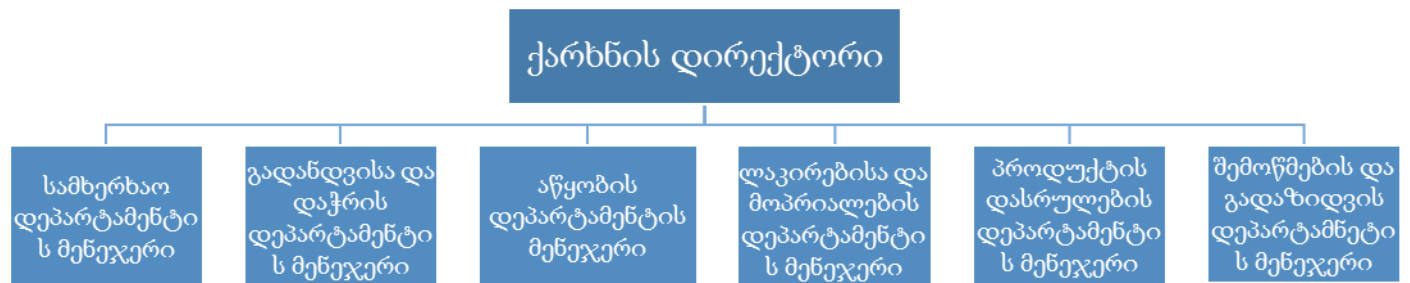 ქარხნის დირექტორი
სამხერხაო
დეპარტამენტი
ს მენეჯერი
გადანდვისა და
დაჭრის
დეპარტამენტი
ს მენეჯერი
აწყობის
დეპარტამენტის
მენეჯერი
ლაკირებისა და
მოპრიალების
დეპარტამენტი
ს მენეჯერი
პროდუქტის
დასრულების
დეპარტამენტი
ს მენეჯერი
შემოწმების და
გადაზიდვის
დეპარტამნეტი
ს მენეჯერი